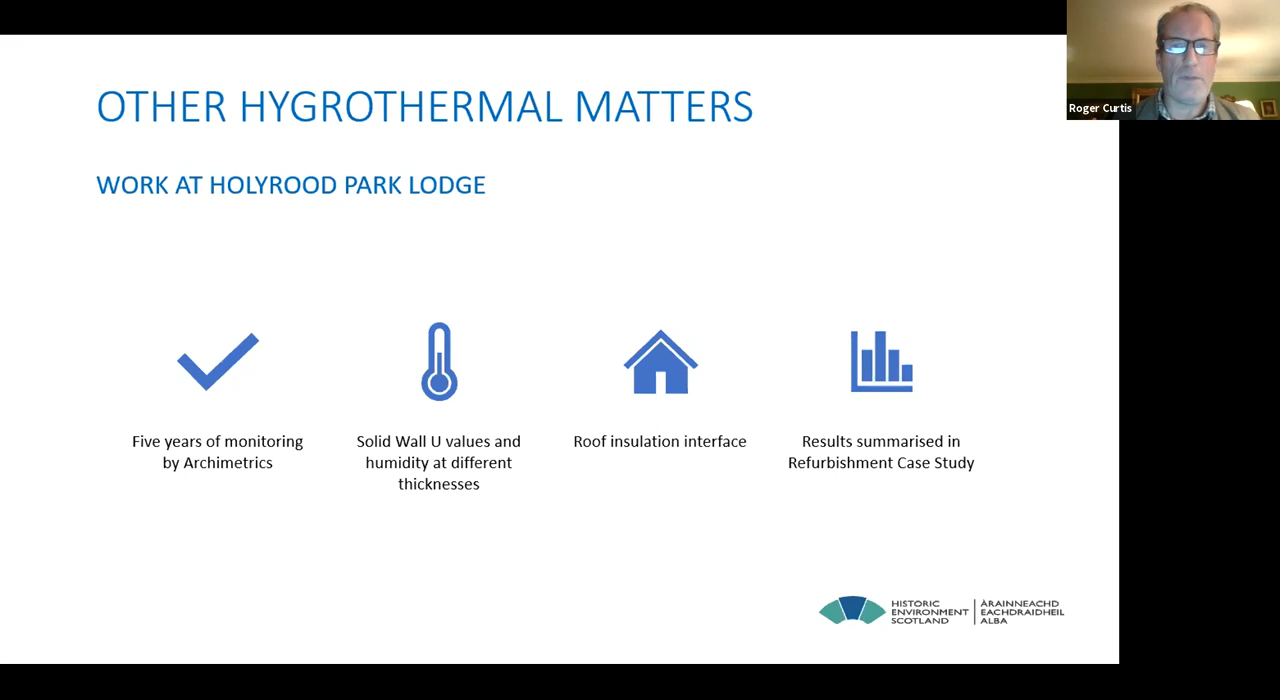 OTHER HYGROTHERMAL MATTERS
WORK AT HOLYROOD PARK LODGE
Roger Curtis
Five years of monitoring
by Archimetrics
Solid Wall U values and
humidity at different
thicknesses
Roof insulation interface
Results summarised in
Refurbishment Case Study
HISTORIC
ENVIRONMENT
SCOTLAND
ÀRAINNEACHD
EACHDRAIDHEIL
ALBA